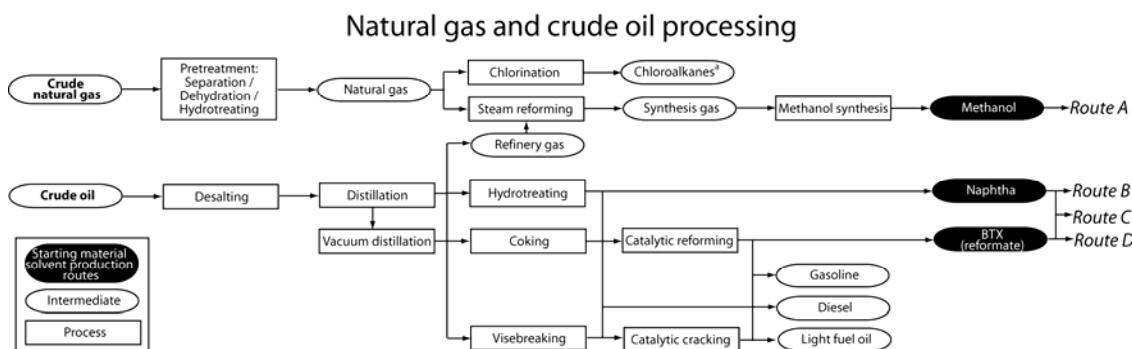 Natural gas and crude oil processing
Crude
natural gas
Pretreatment:
Separation /
Dehydration /
Hydrotreating
Natural gas
Chlorination
Chloroalkanesᵃ
Steam reforming
Synthesis gas
Methanol synthesis
Methanol
Route A
Refinery gas
Crude oil
Desalting
Distillation
Hydrotreating
Naphtha
Route B
Route C
Vacuum distillation
Coking
Catalytic reforming
BTX
(reformate)
Route D
Gasoline
Diesel
Visebreaking
Catalytic cracking
Light fuel oil
Starting material
solvent production
routes
Intermediate
Process